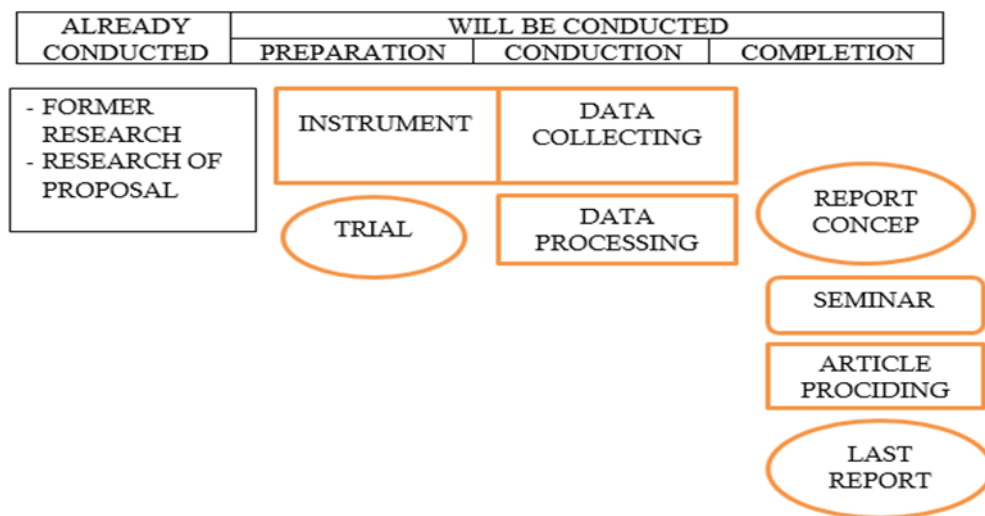 ALREADY
CONDUCTED
WILL BE CONDUCTED
PREPARATION
CONDUCTION
COMPLETION
- FORMER
RESEARCH
- RESEARCH OF
PROPOSAL
INSTRUMENT
TRIAL
DATA
COLLECTING
DATA
PROCESSING
REPORT
CONCEP
SEMINAR
ARTICLE
PROCIDING
LAST
REPORT